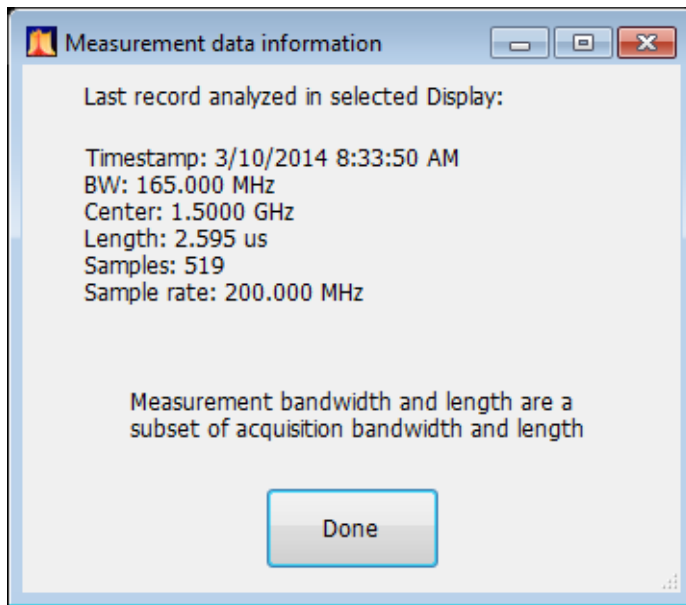 Measurement data information
Last record analyzed in selected Display:
Timestamp: 3/10/2014 8:33:50 AM
BW: 165.000 MHz
Center: 1.5000 GHz
Length: 2.595 us
Samples: 519
Sample rate: 200.000 MHz
Measurement bandwidth and length are a
subset of acquisition bandwidth and length
Done